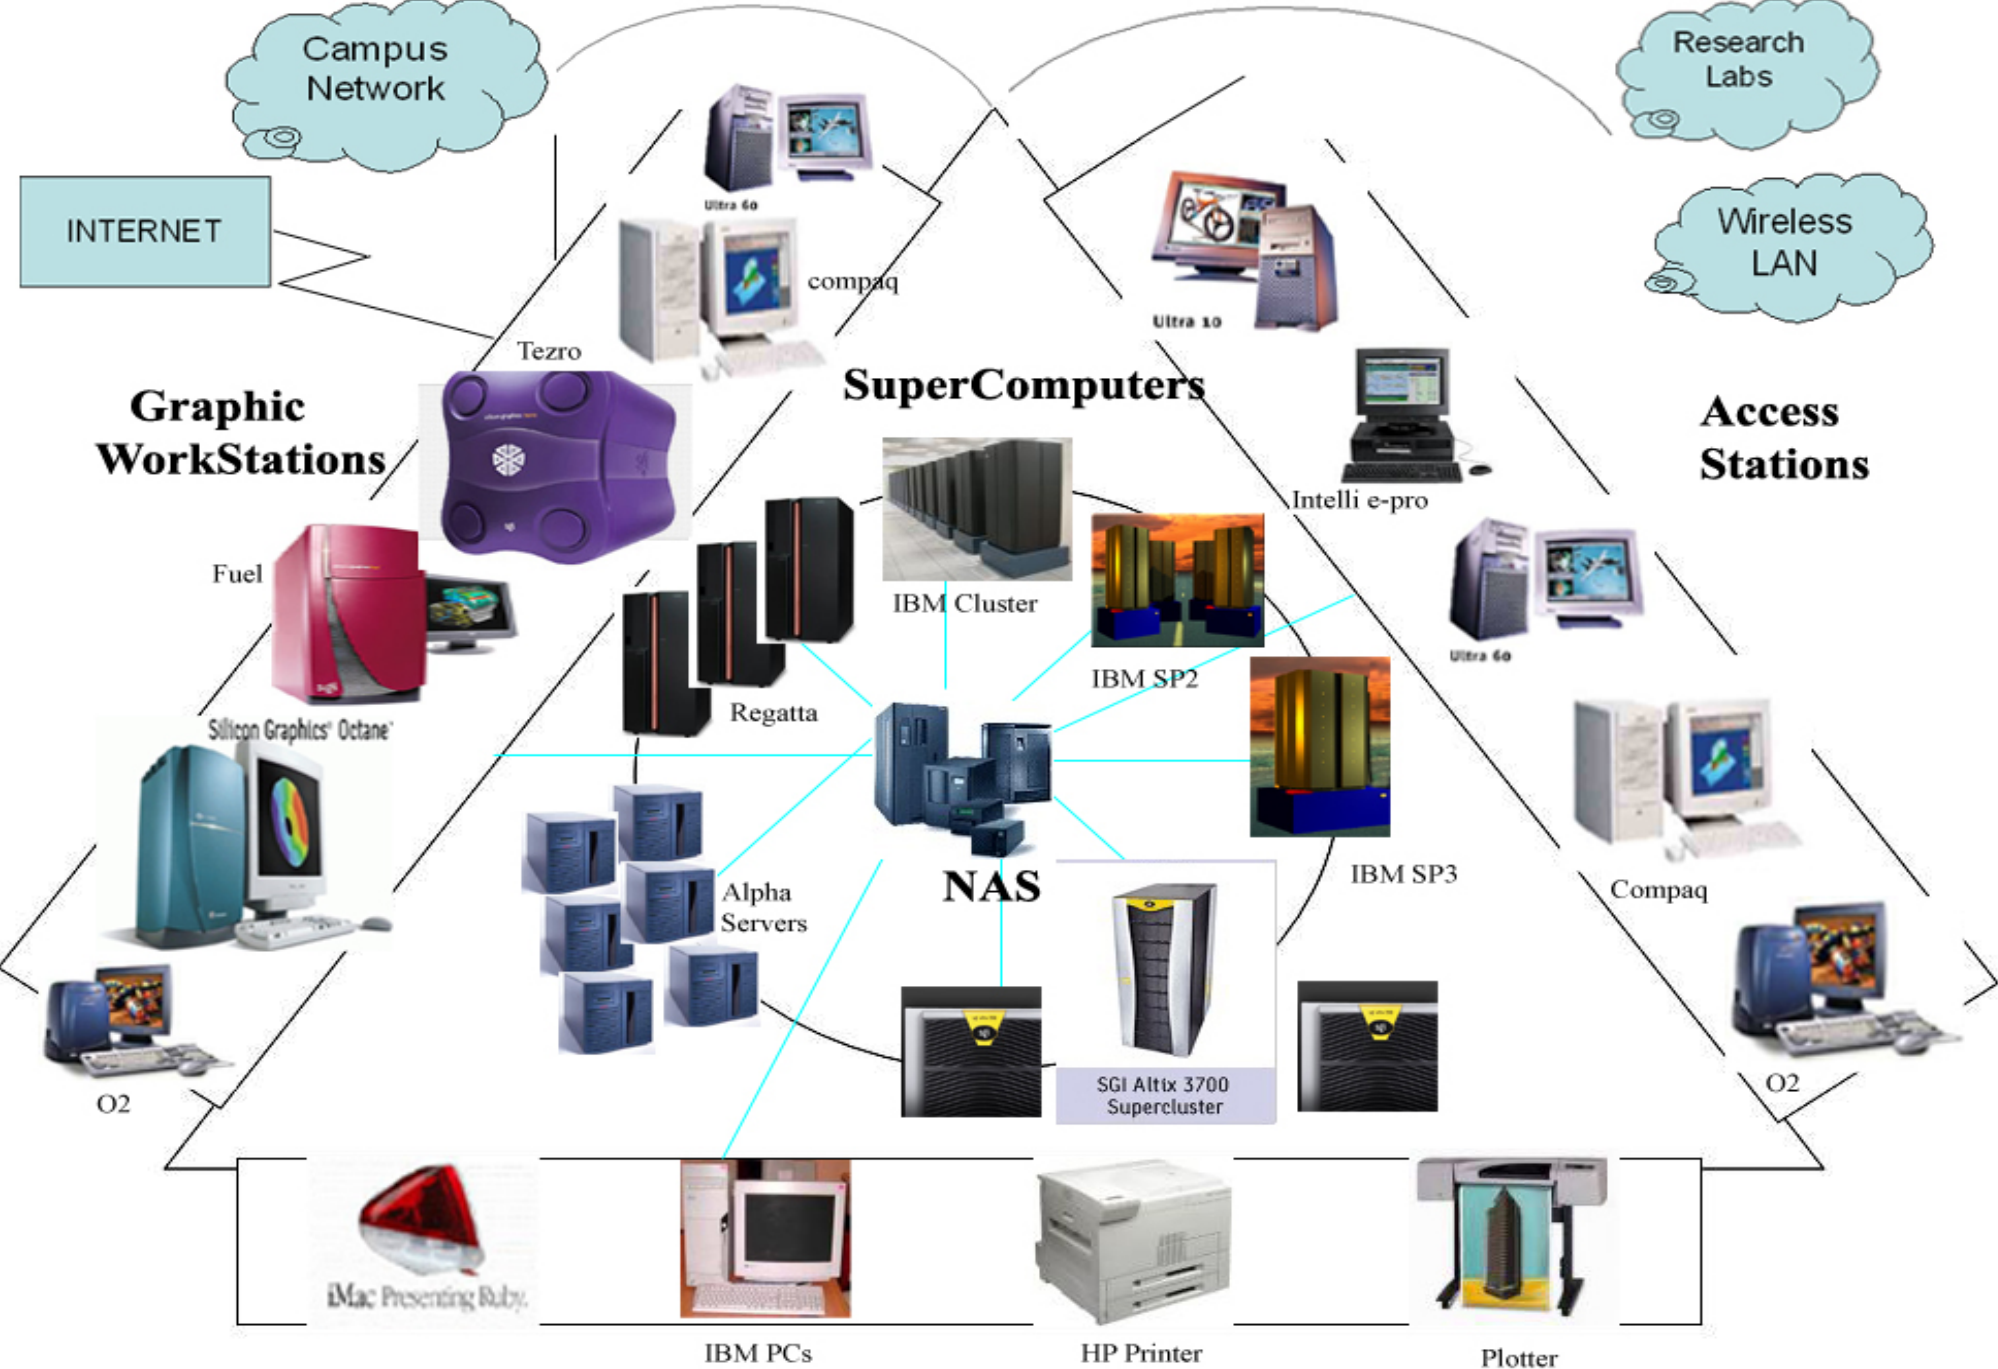 Campus
Network
Research
Labs
INTERNET
Wireless
LAN
Ultra 60
compaq
Ultra 10
Tezro
Graphic
WorkStations
SuperComputers
Access
Stations
Intelli e-pro
Fuel
IBM Cluster
Ultra 60
IBM SP2
Regatta
Silicon Graphics® Octane™
NAS
IBM SP3
Compaq
Alpha
Servers
O2
SGI Altix 3700
Supercluster
O2
iMac Presenting Ruby.
IBM PCs
HP Printer
Plotter